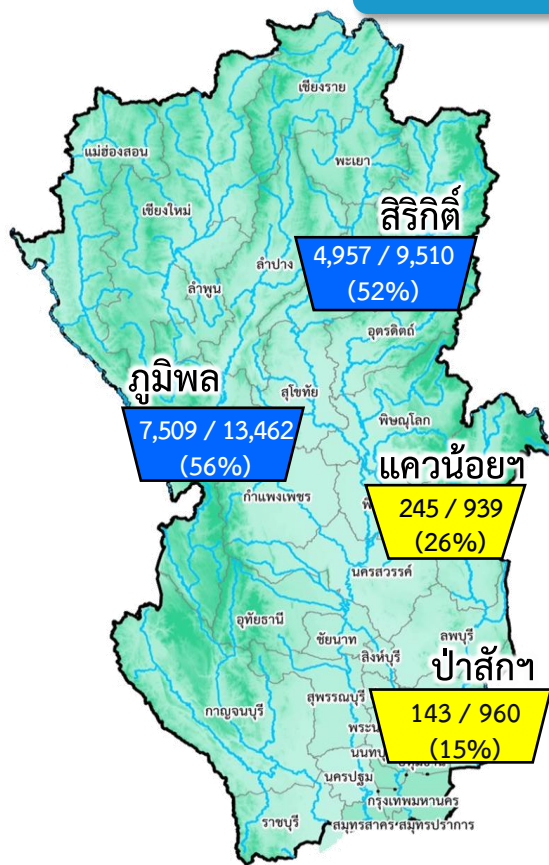 เชียงราย
แม่ฮ่องสอน
พะเยา
เชียงใหม่
สิริกิติ์
4,957 / 9,510
(52%)
ลำปาง
ลำพูน
อุตรดิตถ์
ภูมิพล
7,509 / 13,462
(56%)
สุโขทัย
พิษณุโลก
แควน้อยฯ
245 / 939
(26%)
กำแพงเพชร
นครสวรรค์
อุทัยธานี
ชัยนาท
ลพบุรี
สิงห์บุรี
ป่าสักฯ
143 / 960
(15%)
สุพรรณบุรี
กาญจนบุรี
นครปฐม
กรุงเทพมหานคร
ราชบุรี
สมุทรสาคร
สมุทรปราการ